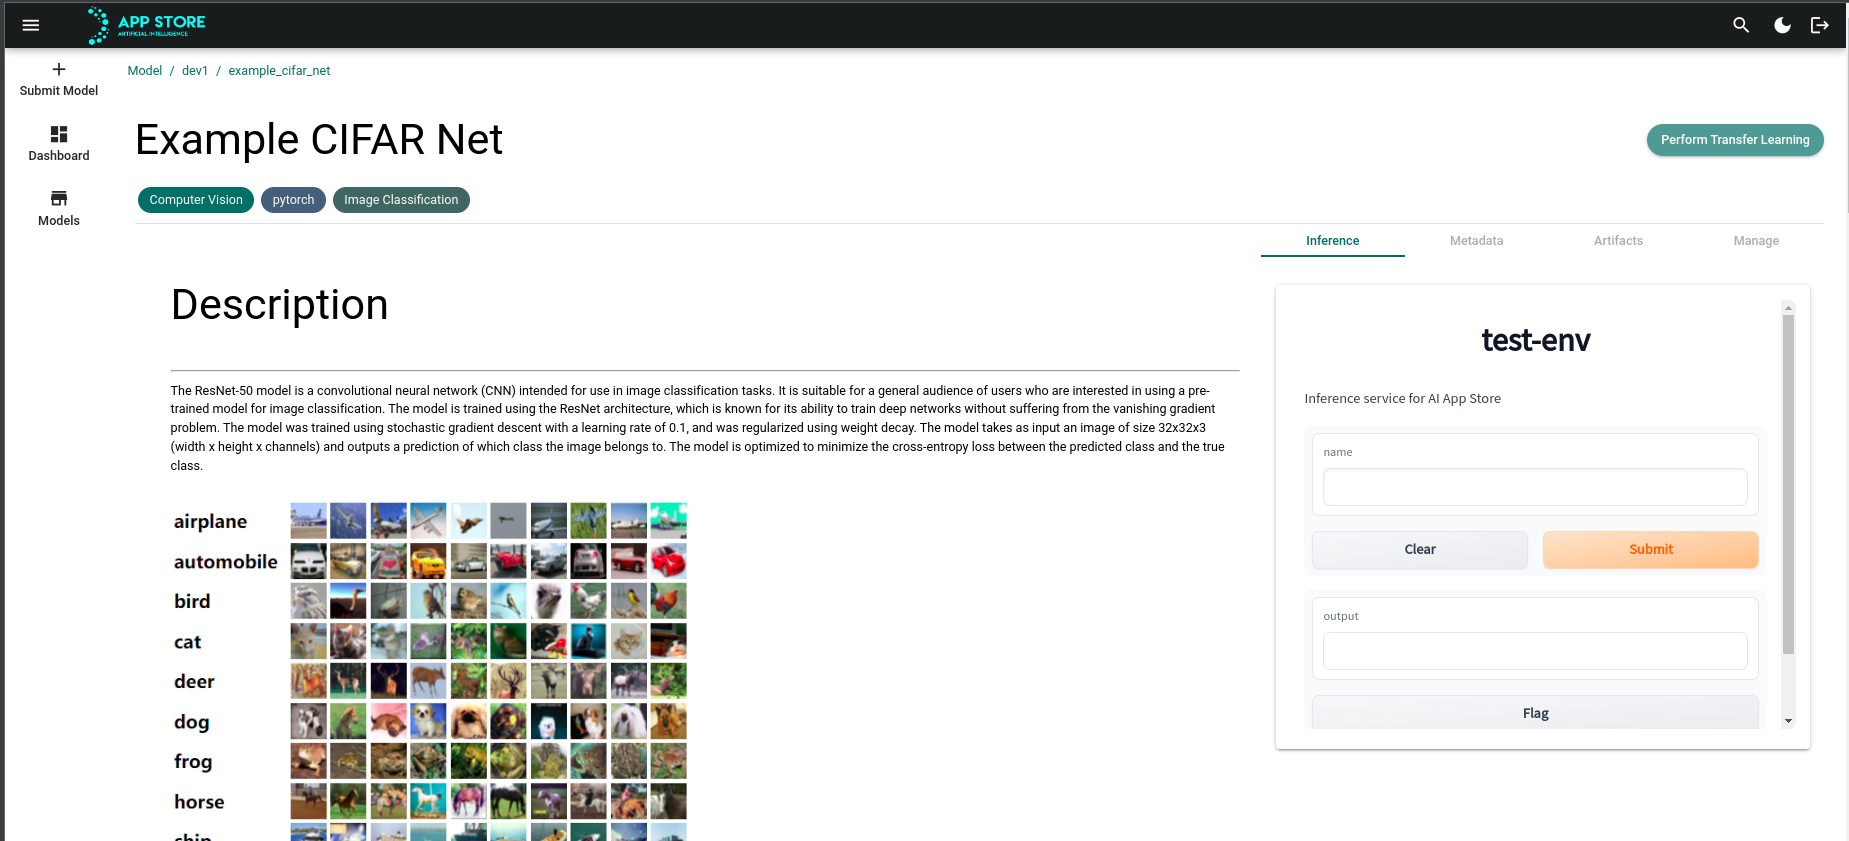 APP STORE
ARTIFICIAL INTELLIGENCE
Submit Model
Dashboard
Models
Model / dev1 / example_cifar_net
Example CIFAR Net
Perform Transfer Learning
Computer Vision pytorch Image Classification
Inference Metadata Artifacts Manage
Description
The ResNet-50 model is a convolutional neural network (CNN) intended for use in image classification tasks. It is suitable for a general audience of users who are interested in using a pre-
trained model for image classification. The model is trained using the ResNet architecture, which is known for its ability to train deep networks without suffering from the vanishing gradient
problem. The model was trained using stochastic gradient descent with a learning rate of 0.1, and was regularized using weight decay. The model takes as input an image of size 32x32x3
(width x height x channels) and outputs a prediction of which class the image belongs to. The model is optimized to minimize the cross-entropy loss between the predicted class and the true
class.
airplane
automobile
bird
cat
deer
dog
frog
horse
ship
test-env
Inference service for AI App Store
name
Clear Submit
output
Flag